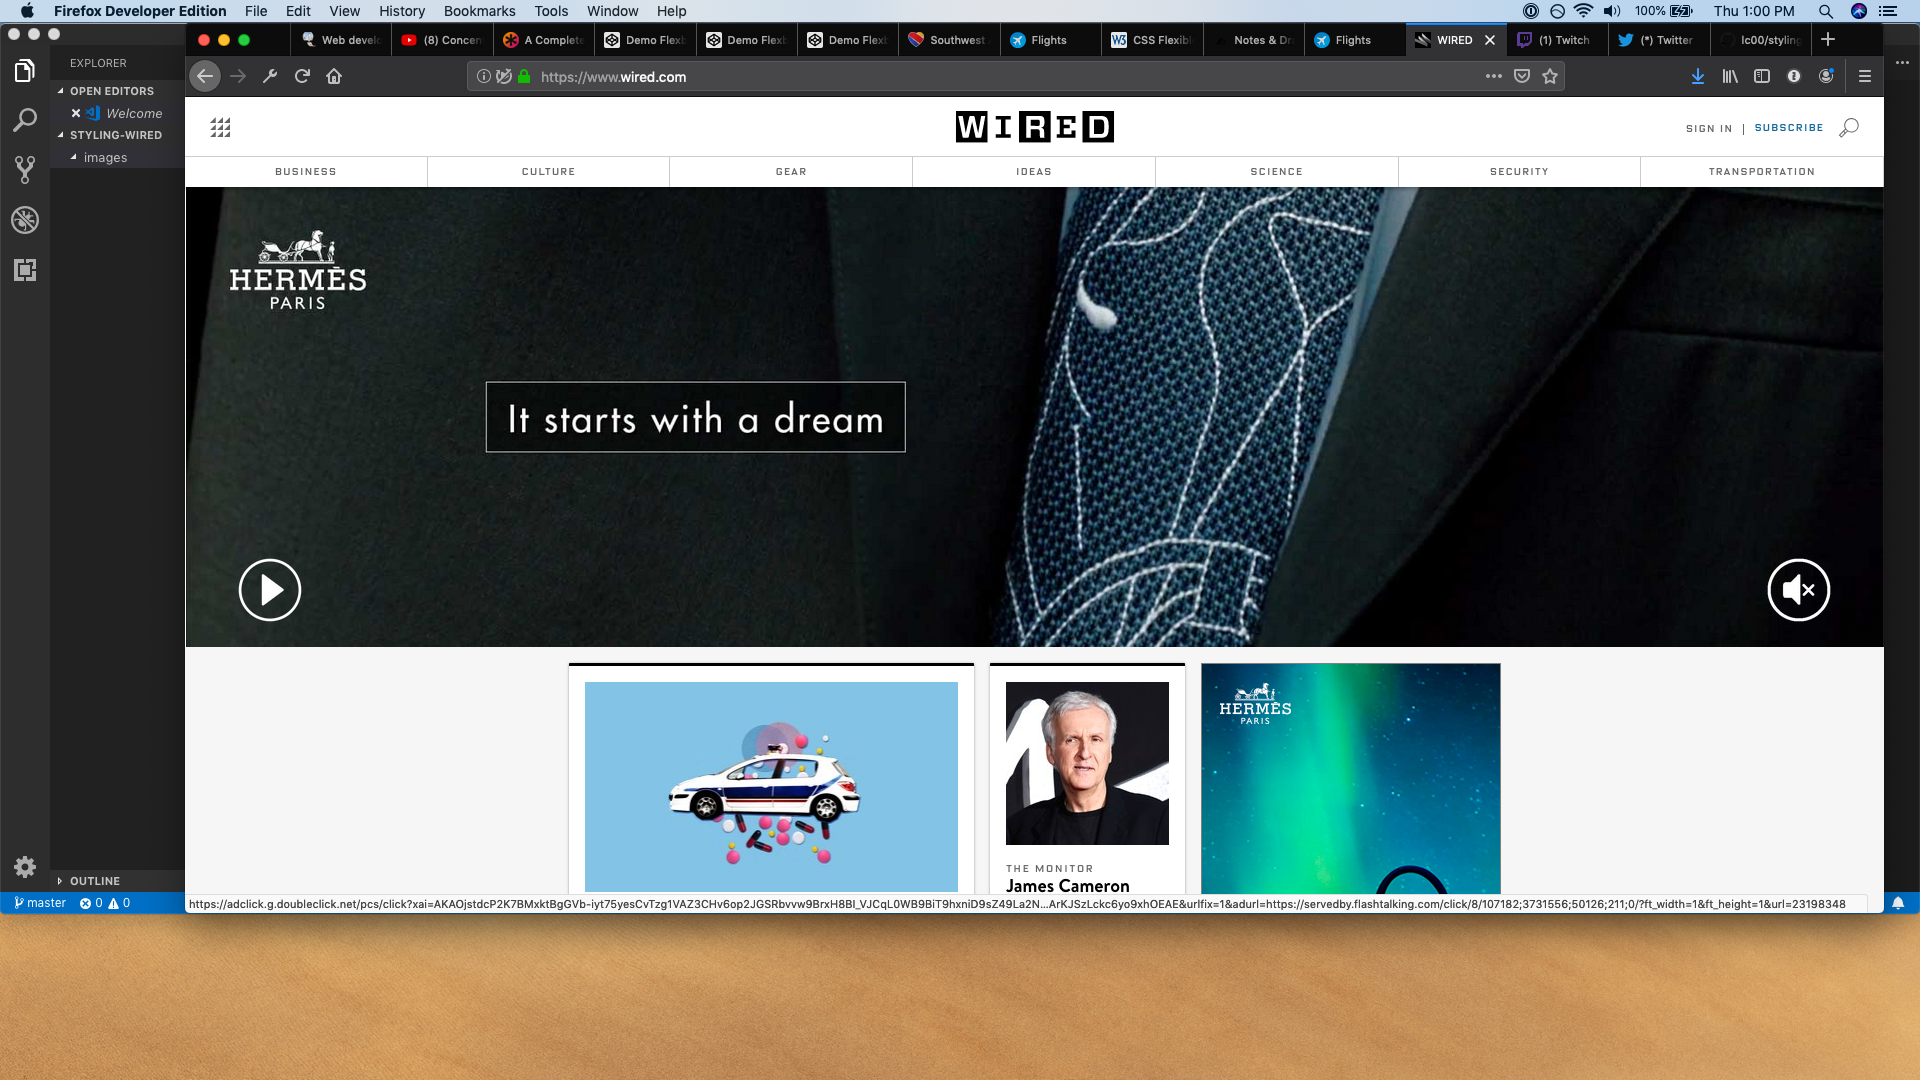 Firefox Developer Edition File Edit View History Bookmarks Tools Window Help 100% Thu 1:00 PM
Web develo (8) Concen A Complete Demo Flexb Demo Flexb Demo Flexb Southwest Flights CSS Flexibl Notes & Dr Flights WIRED (1) Twitch (*) Twitter lc00/styling
EXPLORER
https://www.wired.com
OPEN EDITORS
Welcome
STYLING-WIRED
images
WIRED
SIGN IN | SUBSCRIBE
BUSINESS CULTURE GEAR IDEAS SCIENCE SECURITY TRANSPORTATION
HERMÈS
PARIS
It starts with a dream
HERMÈS
PARIS
THE MONITOR
James Cameron
OUTLINE
master 0 0
https://adclick.g.doubleclick.net/pcs/click?xai=AKAOjstdcP2K7BMxktBgGVb-iyt75yesCvTzg1VAZ3CHv6op2JGSRbvvw9BrxH8BI_VJCqL0WB9BiT9hxniD9sZ49La2N...ArKJSzLckc6yo9xhOEAE&urlfix=1&adurl=https://servedby.flashtalking.com/click/8/107182;3731556;50126;211;0/?ft_width=1&ft_height=1&url=23198348